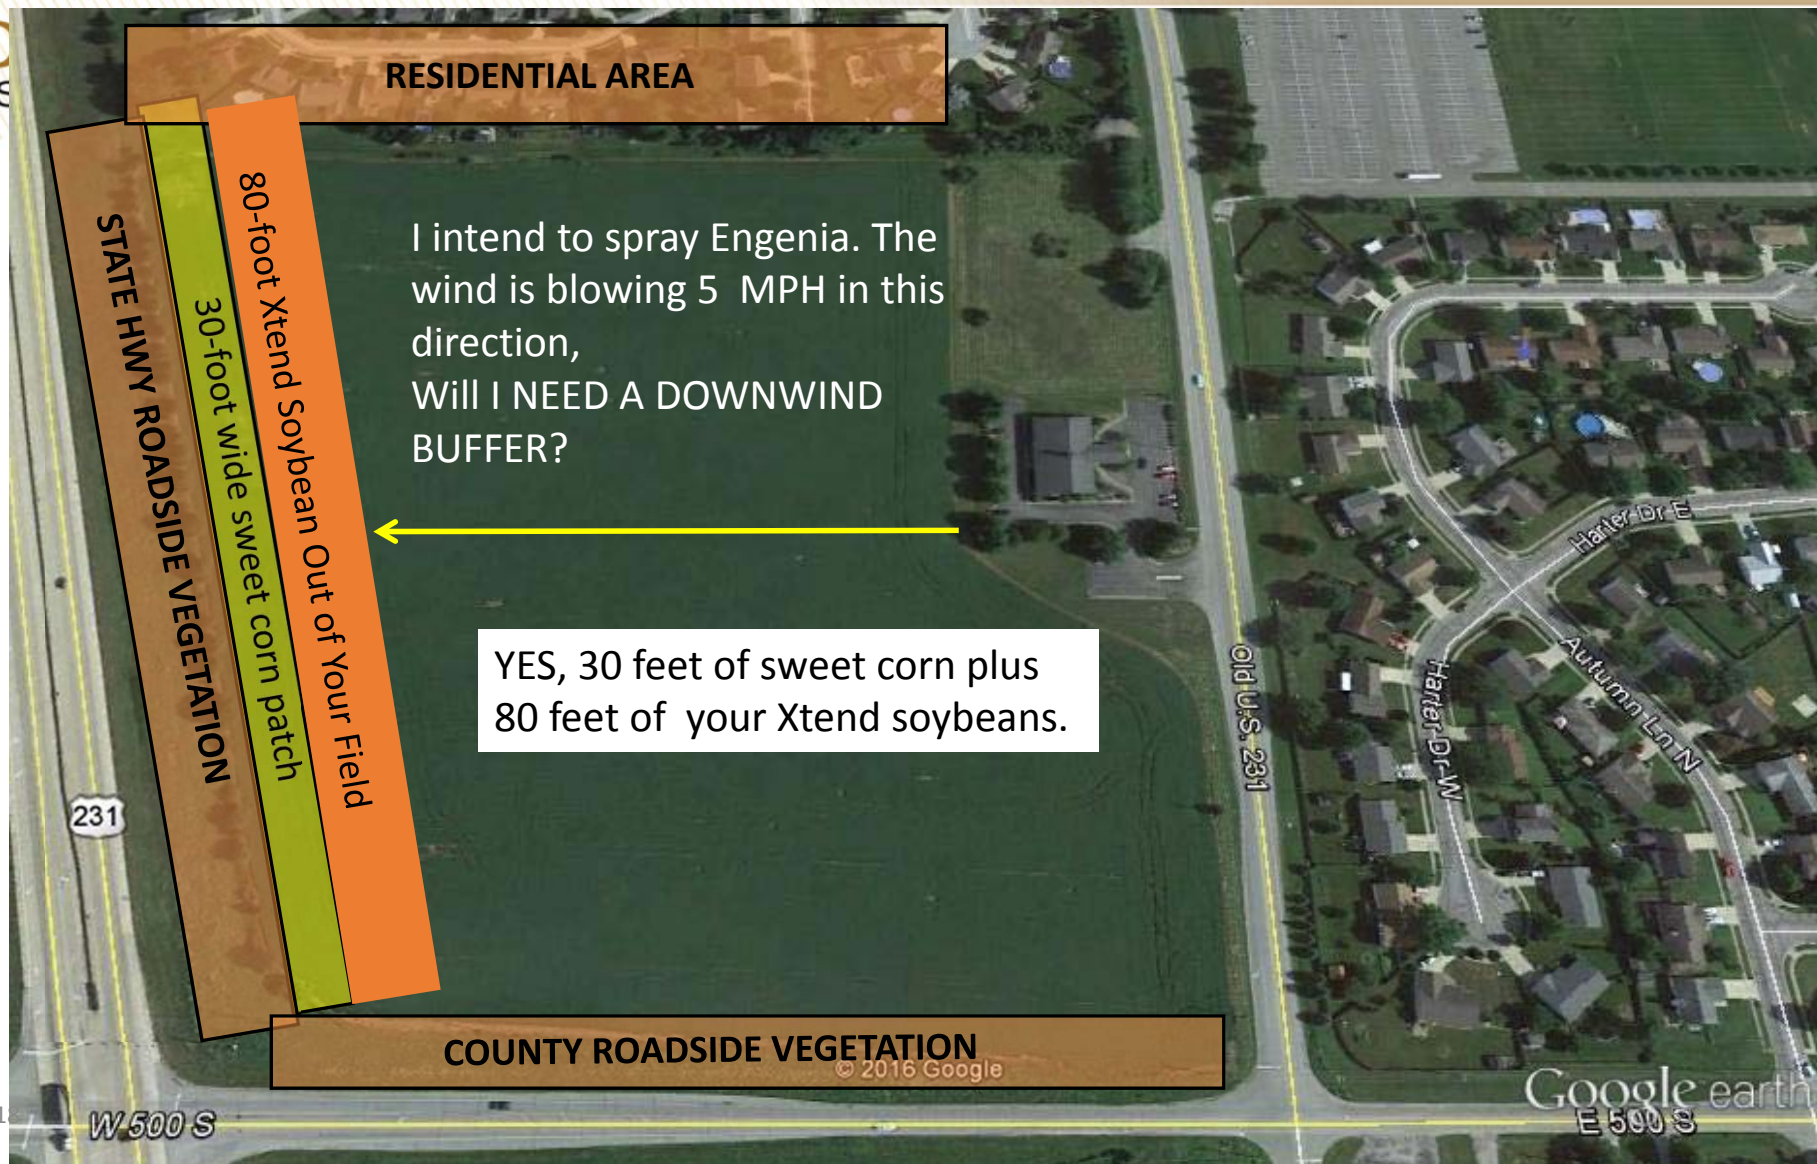 RESIDENTIAL AREA
STATE HWY ROADSIDE VEGETATION
30-foot wide sweet corn patch
80-foot Xtend Soybean Out of Your Field
I intend to spray Engenia. The
wind is blowing 5 MPH in this
direction,
Will I NEED A DOWNWIND
BUFFER?
YES, 30 feet of sweet corn plus
80 feet of your Xtend soybeans.
231
Old U.S. 231
Harter Dr E
Harter Dr W
Autumn Ln N
COUNTY ROADSIDE VEGETATION
© 2016 Google
Google earth
W 500 S
E 500 S